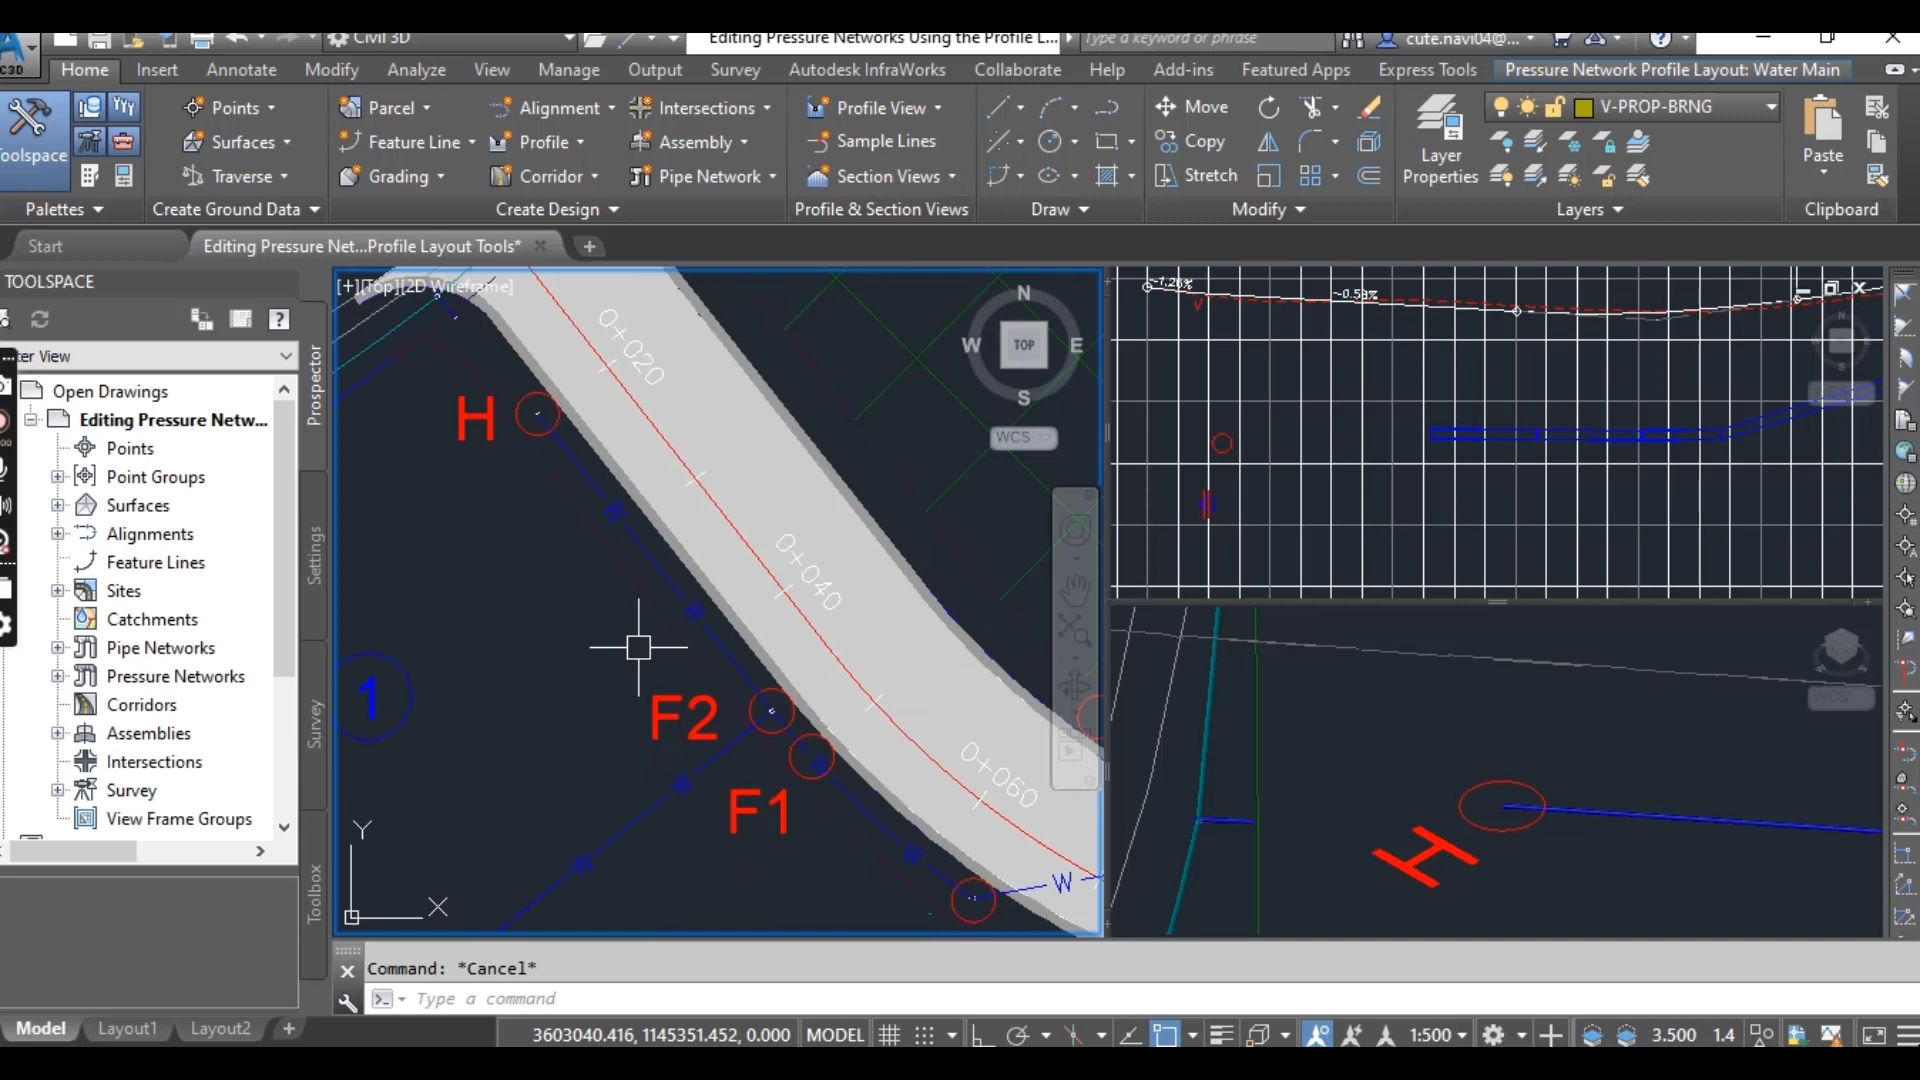 Civil 3D
Editing Pressure Networks Using the Profile L...
Type a keyword or phrase
cute.navi04@...
C3D
Home Insert Annotate Modify Analyze View Manage Output Survey Autodesk InfraWorks Collaborate Help Add-ins Featured Apps Express Tools Pressure Network Profile Layout: Water Main
Points Parcel Alignment Intersections Profile View Move V-PROP-BRNG
Surfaces Feature Line Profile Assembly Sample Lines Copy
Toolspace Layer Paste
Traverse Grading Corridor Pipe Network Section Views Stretch Properties
Palettes Create Ground Data Create Design Profile & Section Views Draw Modify Layers Clipboard
Start Editing Pressure Net...Profile Layout Tools*
TOOLSPACE
ter View
Open Drawings
Editing Pressure Netw...
Points
Point Groups
Surfaces
Alignments
Feature Lines
Sites
Catchments
Pipe Networks
Pressure Networks
Corridors
Assemblies
Intersections
Survey
View Frame Groups
Prospector
Settings
Survey
Toolbox
[+][Top][2D Wireframe]
N
W TOP E
S
WCS
0+020
H
0+040
W
W
1
F2
F1
0+060
W
W
W
W
W
Y
X
-1.26%
-0.53%
V
N
WCS
H
Command: *Cancel*
Type a command
Model Layout1 Layout2
3603040.416, 1145351.452, 0.000 MODEL 1:500 3.500 1.4